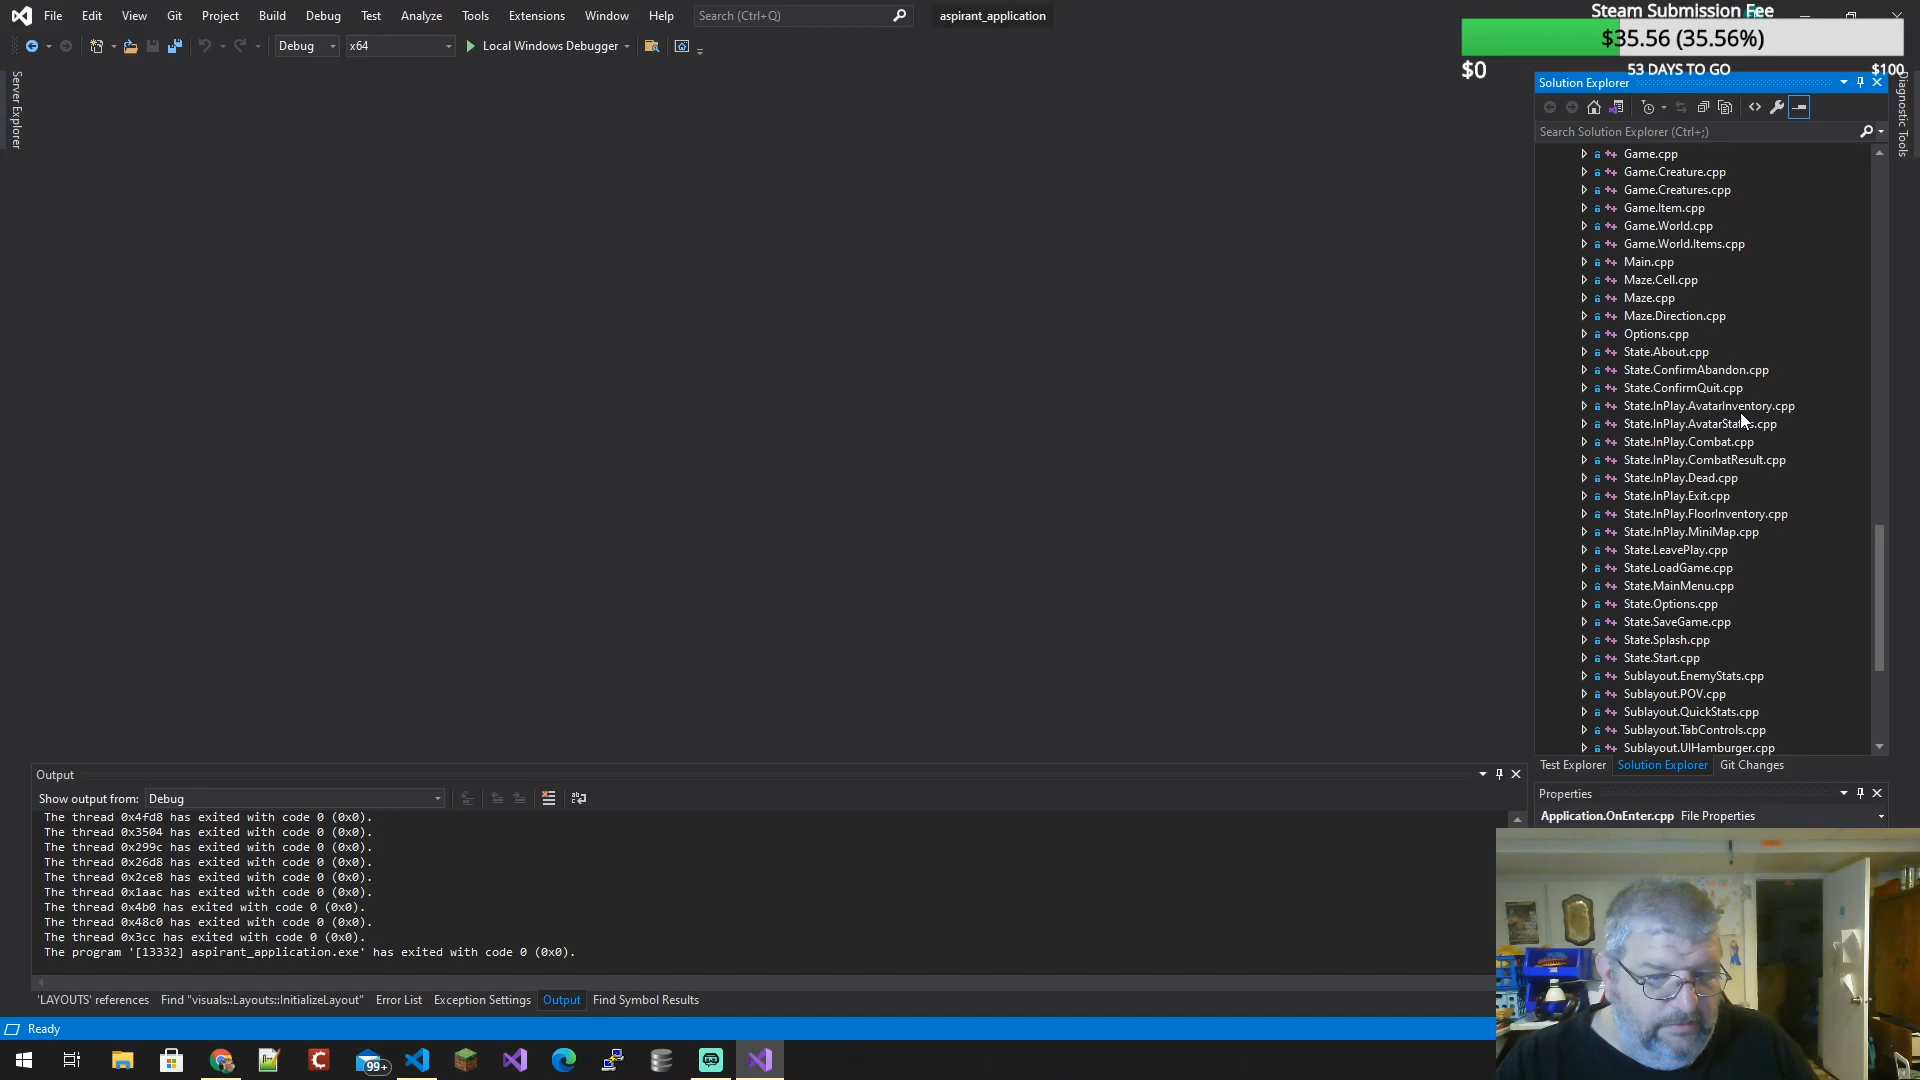 File Edit View Git Project Build Debug Test Analyze Tools Extensions Window Help Search (Ctrl+Q) aspirant_application
Steam Submission Fee
$35.56 (35.56%)
$0 53 DAYS TO GO $100
Debug x64 Local Windows Debugger
Server Explorer
Diagnostic Tools
Solution Explorer
Search Solution Explorer (Ctrl+;)
Game.cpp
Game.Creature.cpp
Game.Creatures.cpp
Game.Item.cpp
Game.World.cpp
Game.World.Items.cpp
Main.cpp
Maze.Cell.cpp
Maze.cpp
Maze.Direction.cpp
Options.cpp
State.About.cpp
State.ConfirmAbandon.cpp
State.ConfirmQuit.cpp
State.InPlay.AvatarInventory.cpp
State.InPlay.AvatarStats.cpp
State.InPlay.Combat.cpp
State.InPlay.CombatResult.cpp
State.InPlay.Dead.cpp
State.InPlay.Exit.cpp
State.InPlay.FloorInventory.cpp
State.InPlay.MiniMap.cpp
State.LeavePlay.cpp
State.LoadGame.cpp
State.MainMenu.cpp
State.Options.cpp
State.SaveGame.cpp
State.Splash.cpp
State.Start.cpp
Sublayout.EnemyStats.cpp
Sublayout.POV.cpp
Sublayout.QuickStats.cpp
Sublayout.TabControls.cpp
Sublayout.UIHamburger.cpp
Test Explorer Solution Explorer Git Changes
Properties
Application.OnEnter.cpp File Properties
Output
Show output from: Debug
The thread 0x4fd8 has exited with code 0 (0x0).
The thread 0x3504 has exited with code 0 (0x0).
The thread 0x299c has exited with code 0 (0x0).
The thread 0x26d8 has exited with code 0 (0x0).
The thread 0x2ce8 has exited with code 0 (0x0).
The thread 0x1aac has exited with code 0 (0x0).
The thread 0x4b0 has exited with code 0 (0x0).
The thread 0x48c0 has exited with code 0 (0x0).
The thread 0x3cc has exited with code 0 (0x0).
The program '[13332] aspirant_application.exe' has exited with code 0 (0x0).
'LAYOUTS' references Find "visuals::Layouts::InitializeLayout" Error List Exception Settings Output Find Symbol Results
Ready
99+